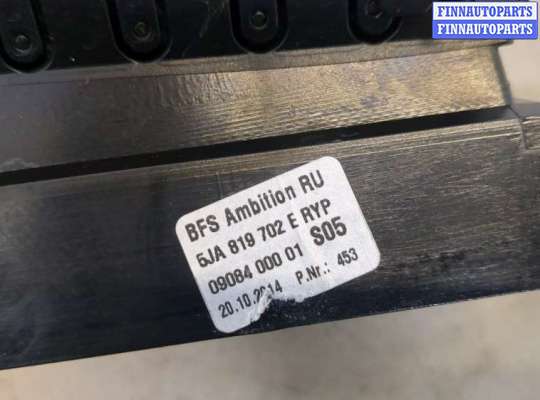 FINNAUTOPARTS
FINNAUTOPARTS
BFS Ambition RU
5JA 819 702 E RYP
09084 000 01 S05
20.10.2014 P.Nr.: 453